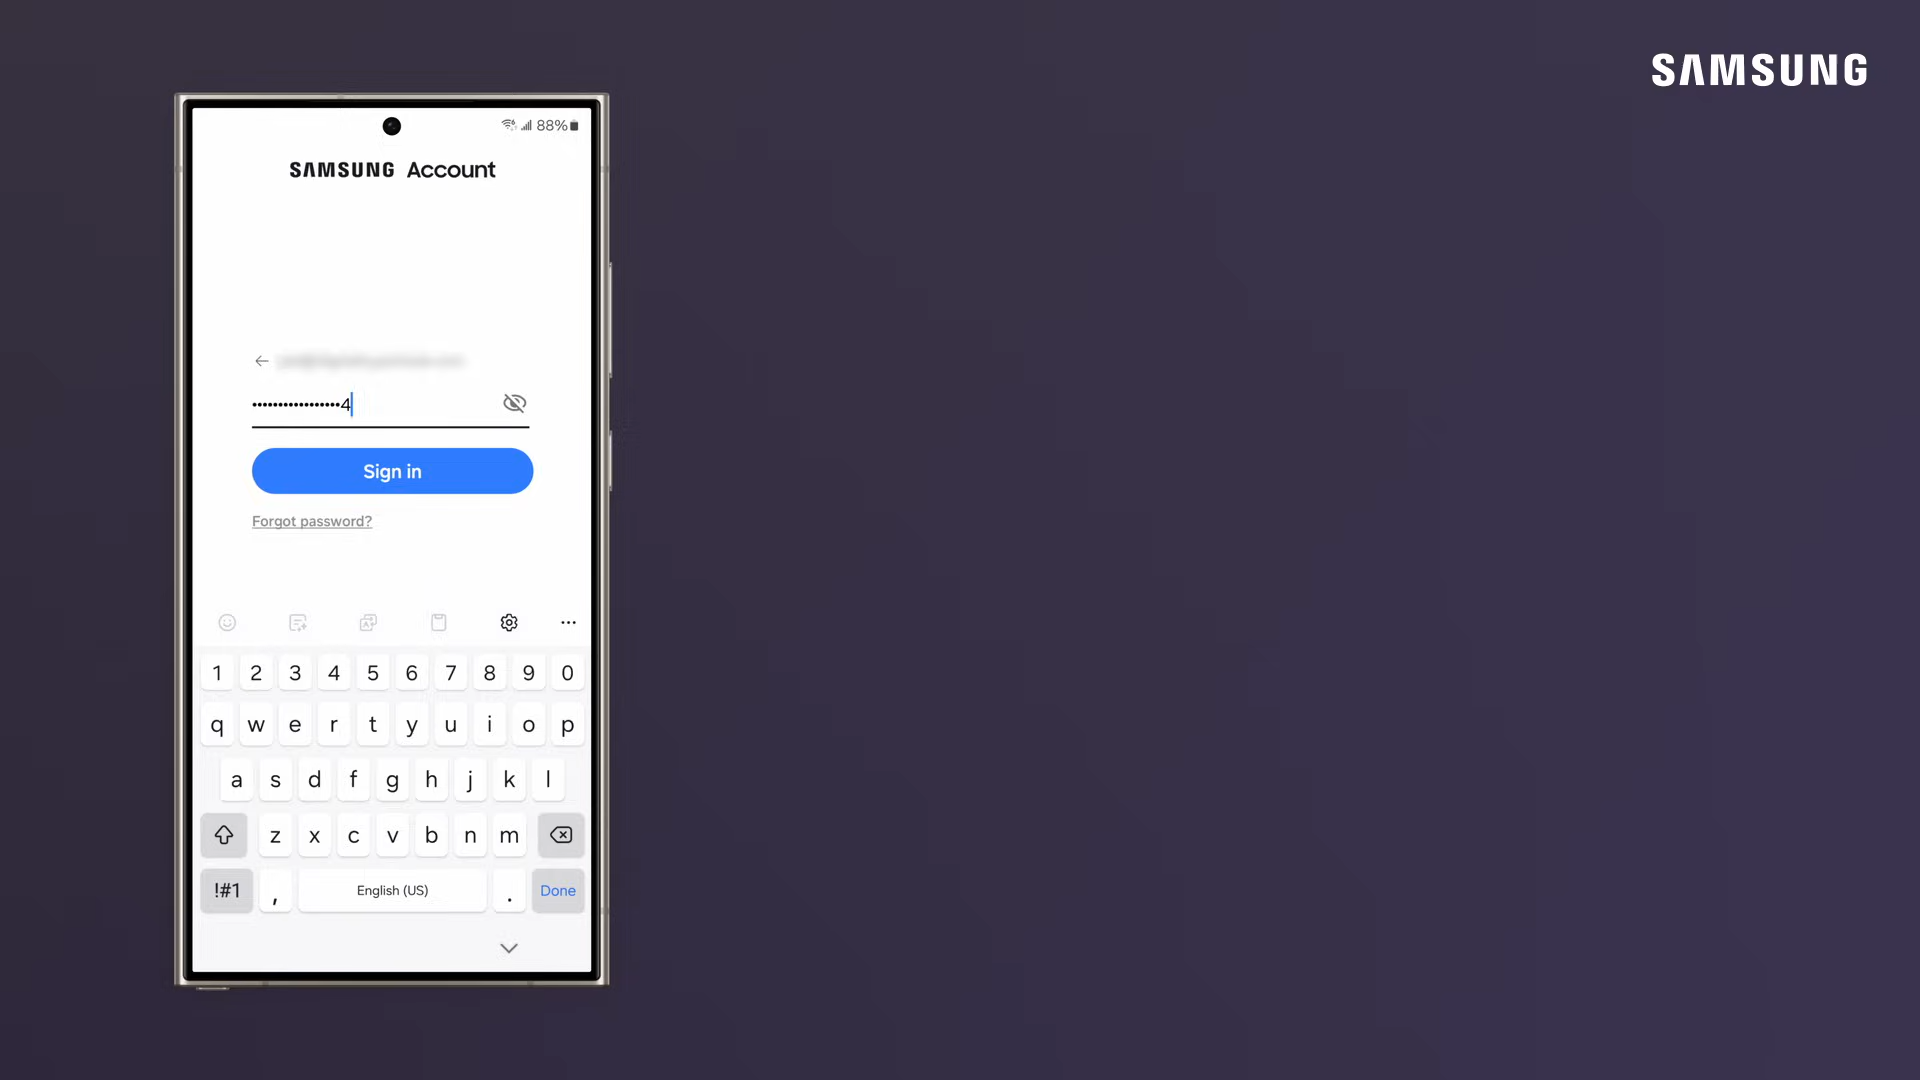 SAMSUNG
88%
SAMSUNG Account
•••••••••••••••••4
Sign in
Forgot password?
1 2 3 4 5 6 7 8 9 0
q w e r t y u i o p
a s d f g h j k l
z x c v b n m
!#1 , English (US) . Done